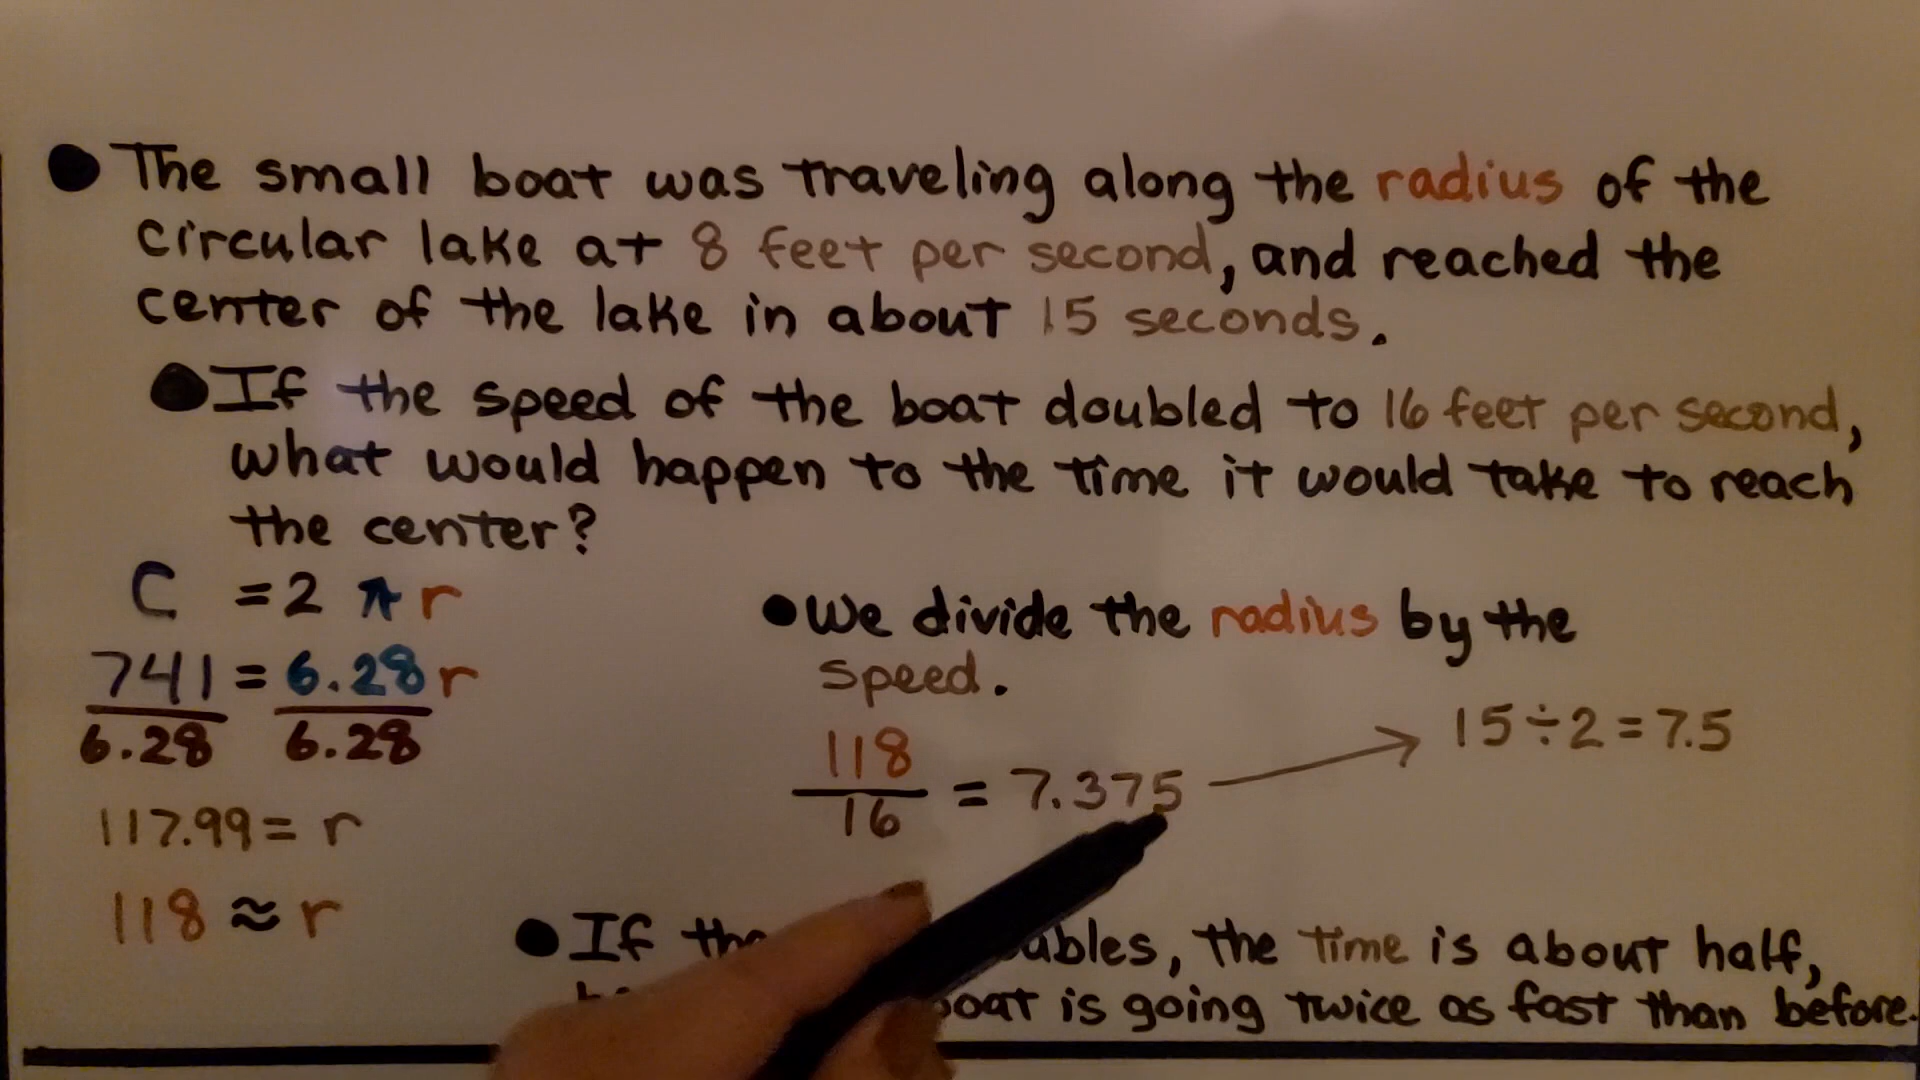 The small boat was traveling along the radius of the
circular lake at 8 feet per second, and reached the
center of the lake in about 15 seconds.
If the speed of the boat doubled to 16 feet per second,
what would happen to the time it would take to reach
the center?
C = 2 π r
741 = 6.28r
6.28 6.28
117.99 = r
118 ≈ r
We divide the radius by the
speed.
118
16
= 7.375
15 ÷ 2 = 7.5
If the time is about half,
boat is going twice as fast than before.